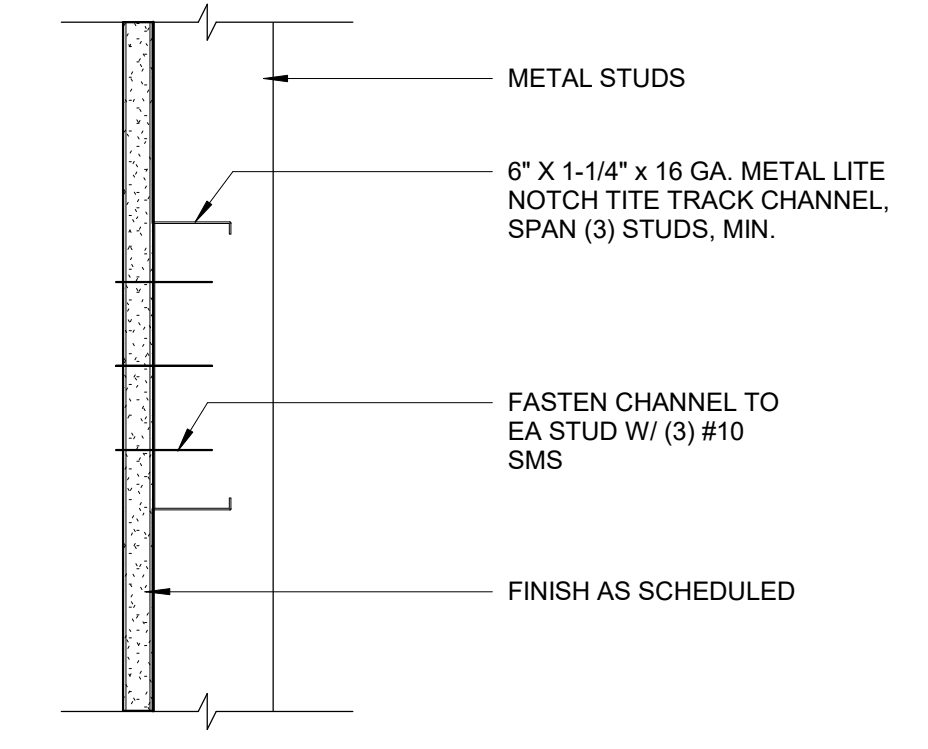 METAL STUDS
6" X 1-1/4" x 16 GA. METAL LITE
NOTCH TITE TRACK CHANNEL,
SPAN (3) STUDS, MIN.
FASTEN CHANNEL TO
EA STUD W/ (3) #10
SMS
FINISH AS SCHEDULED